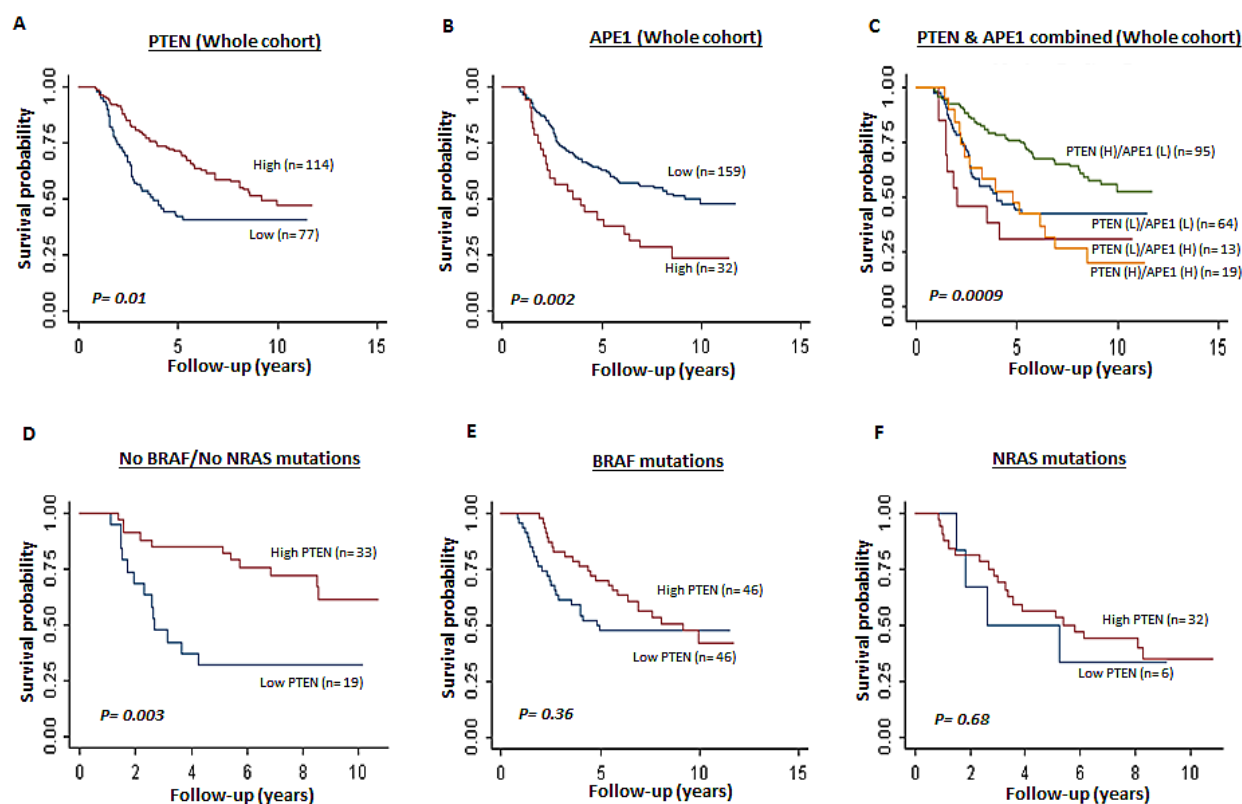 A
PTEN (Whole cohort)
Survival probability
1.00
0.75
0.50
0.25
0.00
High (n=114)
Low (n=77)
P= 0.01
0 5 10 15
Follow-up (years)
B
APE1 (Whole cohort)
Survival probability
1.00
0.75
0.50
0.25
0.00
Low (n=159)
High (n=32)
P= 0.002
0 5 10 15
Follow-up (years)
C
PTEN & APE1 combined (Whole cohort)
Survival probability
1.00
0.75
0.50
0.25
0.00
PTEN (H)/APE1 (L) (n=95)
PTEN (L)/APE1 (L) (n=64)
PTEN (L)/APE1 (H) (n=13)
PTEN (H)/APE1 (H) (n=19)
P= 0.0009
0 5 10 15
Follow-up (years)
D
No BRAF/No NRAS mutations
Survival probability
1.00
0.75
0.50
0.25
0.00
High PTEN (n=33)
Low PTEN (n=19)
P= 0.003
0 2 4 6 8 10
Follow-up (years)
E
BRAF mutations
Survival probability
1.00
0.75
0.50
0.25
0.00
High PTEN (n=46)
Low PTEN (n=46)
P= 0.36
0 5 10 15
Follow-up (years)
F
NRAS mutations
Survival probability
1.00
0.75
0.50
0.25
0.00
High PTEN (n=32)
Low PTEN (n=6)
P= 0.68
0 2 4 6 8 10
Follow-up (years)